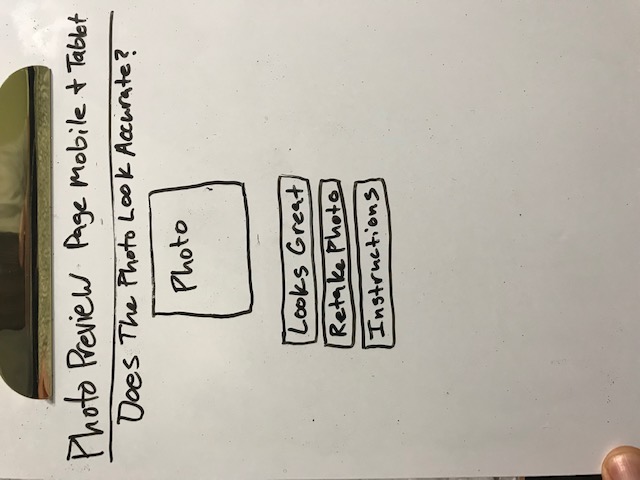 Photo Preview Page Mobile + Tablet
Does The Photo Look Accurate?
Photo
Looks Great
Retake Photo
Instructions